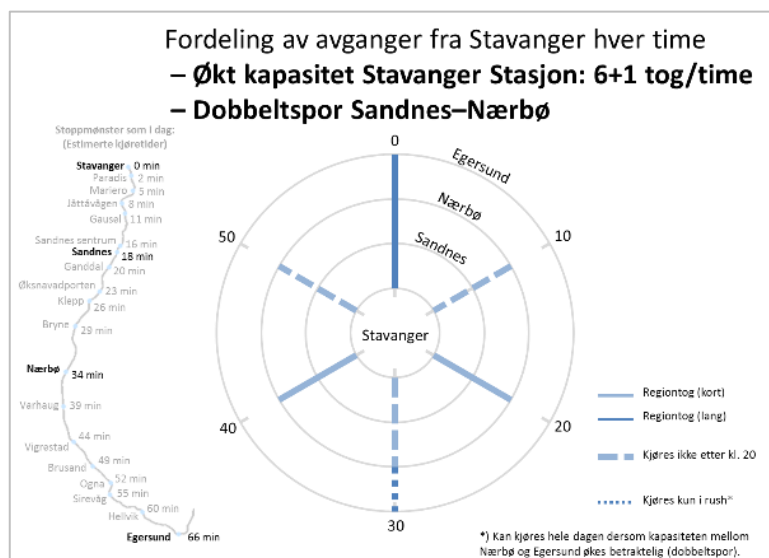 Fordeling av avganger fra Stavanger hver time
– Økt kapasitet Stavanger Stasjon: 6+1 tog/time
– Dobbeltspor Sandnes–Nærbø
Stoppmønster som i dag:
(Estimerte kjøretider)
Stavanger 0 min
Paradis 2 min
Mariero 5 min
Jåttåvågen 8 min
Gausel 11 min
Sandnes sentrum 16 min
Sandnes 18 min
Ganddal 20 min
Øksnavadporten 23 min
Klepp 26 min
Bryne 29 min
Nærbø 34 min
Varhaug 39 min
Vigrestad 44 min
Brusand 49 min
Ogna 52 min
Sirevåg 55 min
Hellvik 60 min
Egersund 66 min
0
10
20
30
40
50
Egersund
Nærbø
Sandnes
Stavanger
Regiontog (kort)
Regiontog (lang)
Kjøres ikke etter kl. 20
Kjøres kun i rush*
*) Kan kjøres hele dagen dersom kapasiteten mellom
Nærbø og Egersund økes betraktelig (dobbeltspor).